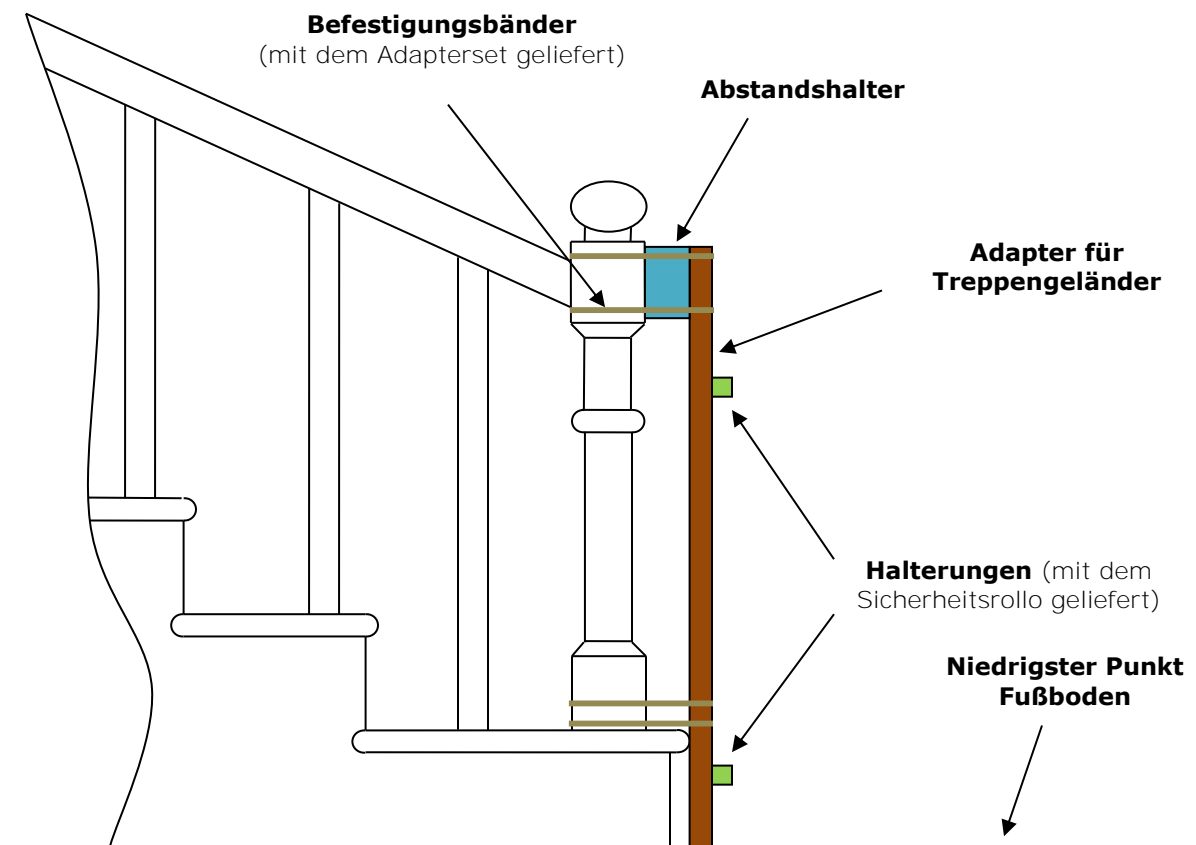 Befestigungsbänder
(mit dem Adapterset geliefert)
Abstandshalter
Adapter für
Treppengeländer
Halterungen (mit dem
Sicherheitsrollo geliefert)
Niedrigster Punkt
Fußboden